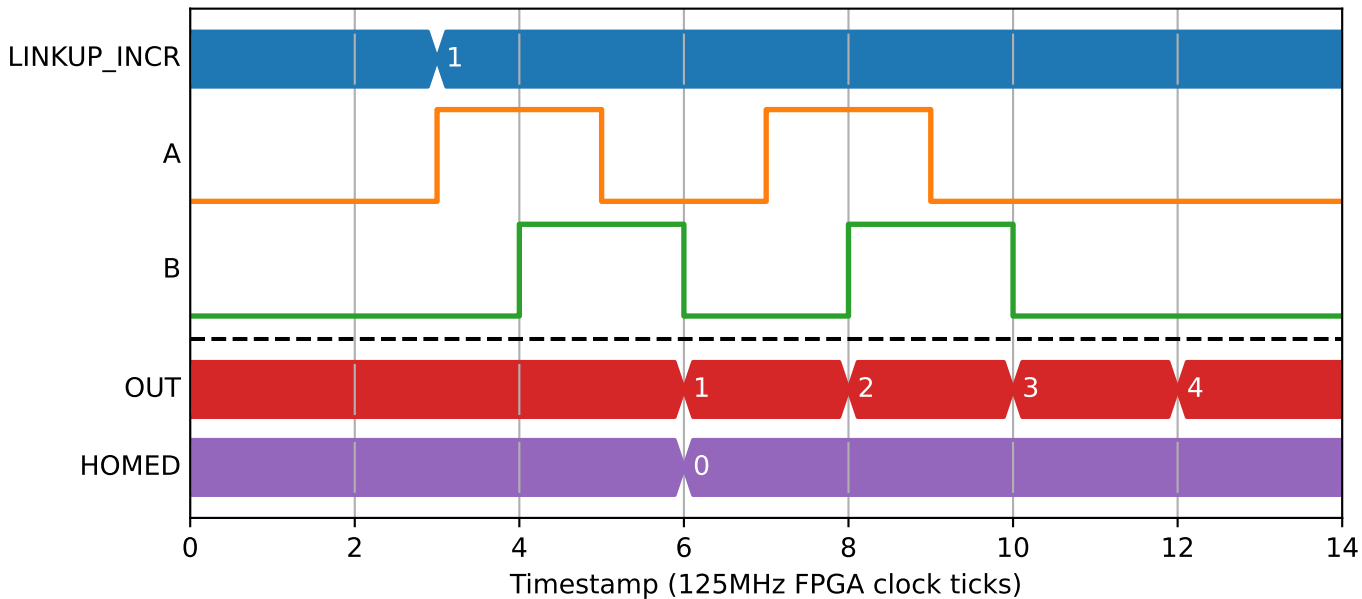 LINKUP_INCR
1
A
B
OUT
1 2 3 4
HOMED
0
0 2 4 6 8 10 12 14
Timestamp (125MHz FPGA clock ticks)